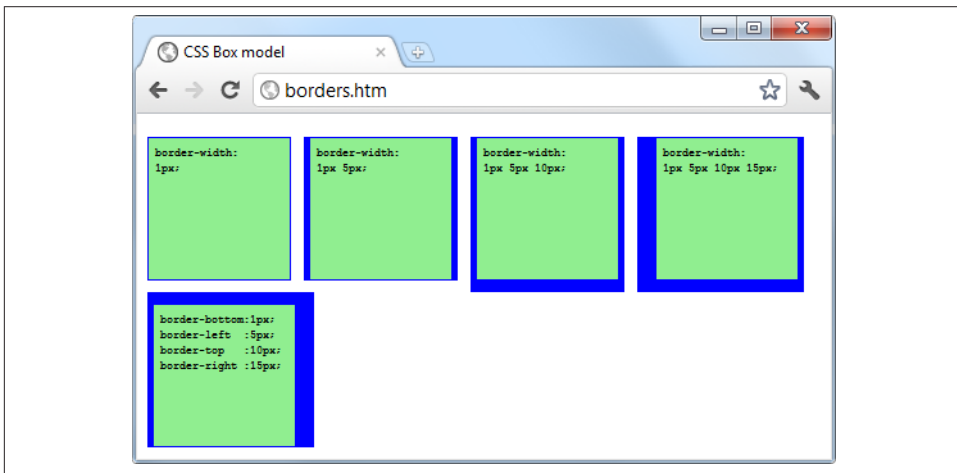 CSS Box model
borders.htm
border-width:
1px;
border-width:
1px 5px;
border-width:
1px 5px 10px;
border-width:
1px 5px 10px 15px;
border-bottom:1px;
border-left  :5px;
border-top   :10px;
border-right :15px;